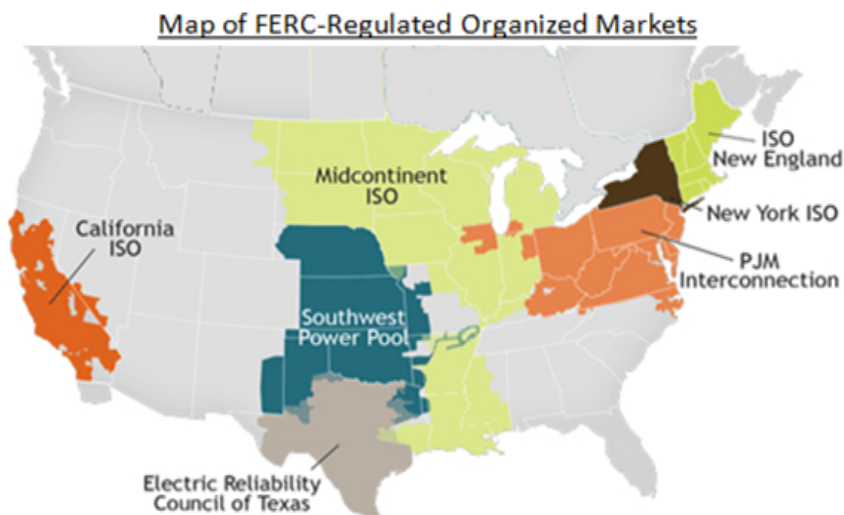 Map of FERC-Regulated Organized Markets
ISO
New England
Midcontinent
ISO
New York ISO
California
ISO
PJM
Interconnection
Southwest
Power Pool
Electric Reliability
Council of Texas